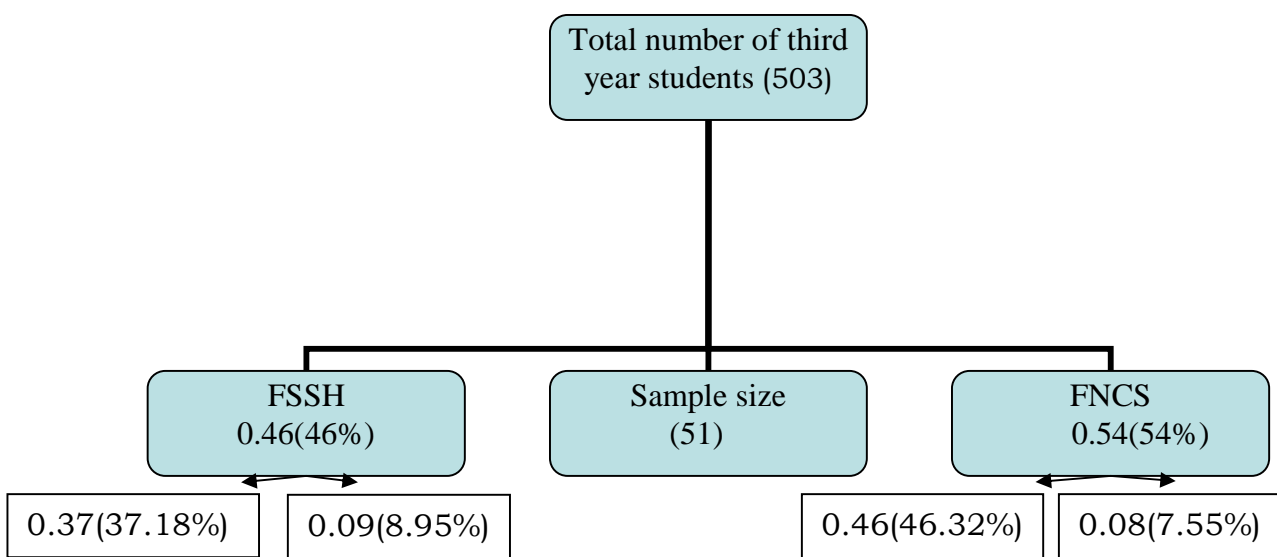 Total number of third
year students (503)
FSSH
0.46(46%)
Sample size
(51)
FNCS
0.54(54%)
0.37(37.18%)
0.09(8.95%)
0.46(46.32%)
0.08(7.55%)